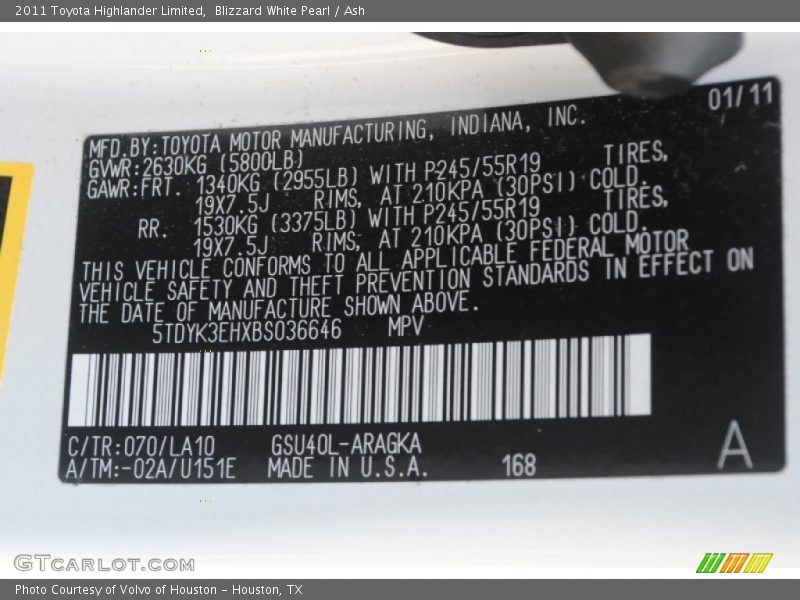 2011 Toyota Highlander Limited,  Blizzard White Pearl / Ash
01/11
MFD.BY:TOYOTA MOTOR MANUFACTURING, INDIANA, INC.
GVWR:2630KG (5800LB)
GAWR:FRT. 1340KG (2955LB) WITH P245/55R19 TIRES,
19X7.5J RIMS, AT 210KPA (30PSI) COLD.
RR. 1530KG (3375LB) WITH P245/55R19 TIRES,
19X7.5J RIMS, AT 210KPA (30PSI) COLD.
THIS VEHICLE CONFORMS TO ALL APPLICABLE FEDERAL MOTOR
VEHICLE SAFETY AND THEFT PREVENTION STANDARDS IN EFFECT ON
THE DATE OF MANUFACTURE SHOWN ABOVE.
5TDYK3EHXBS036646 MPV
C/TR:070/LA10 GSU40L-ARAGKA
A/TM:-02A/U151E MADE IN U.S.A. 168
A
GTCARLOT.COM
Photo Courtesy of Volvo of Houston - Houston, TX